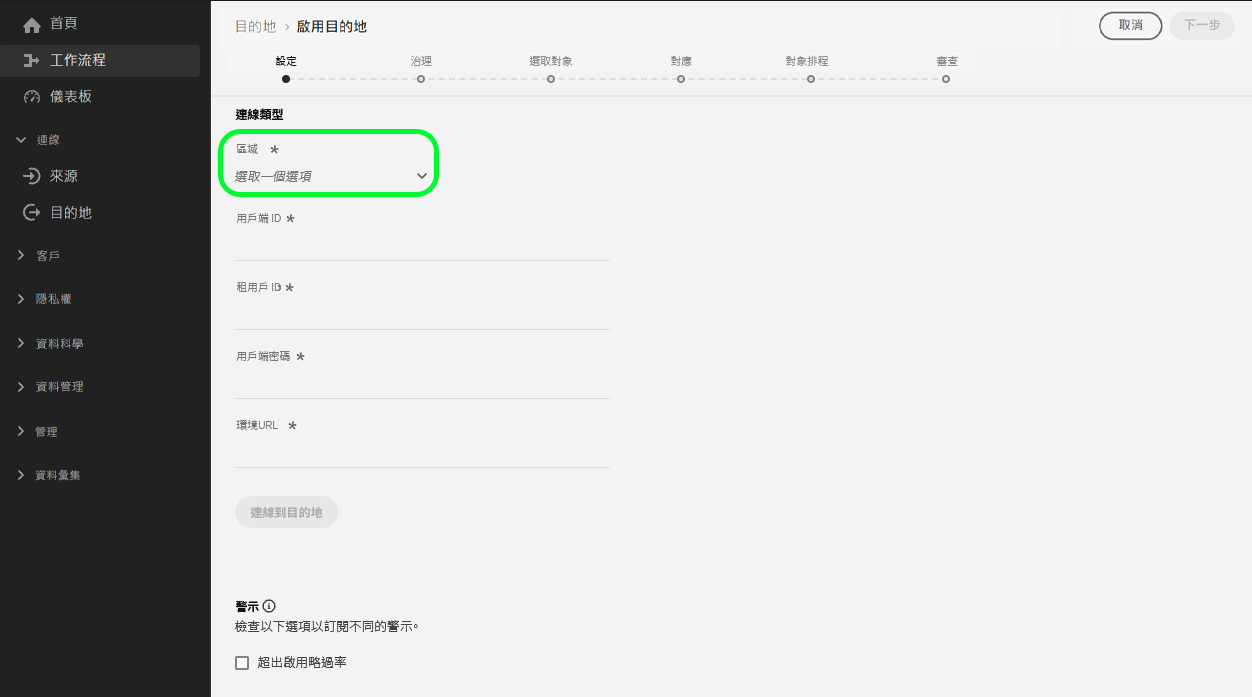 首頁
工作流程
儀表板
連線
來源
目的地
客戶
隱私權
資料科學
資料管理
管理
資料彙集
目的地 › 啟用目的地
取消
下一步
設定 治理 選取對象 對應 對象排程 審查
連線類型
區域 *
選取一個選項
用戶端 ID *
租用戶 ID *
用戶端密碼 *
環境URL *
連線到目的地
警示
檢查以下選項以訂閱不同的警示。
超出啟用略過率